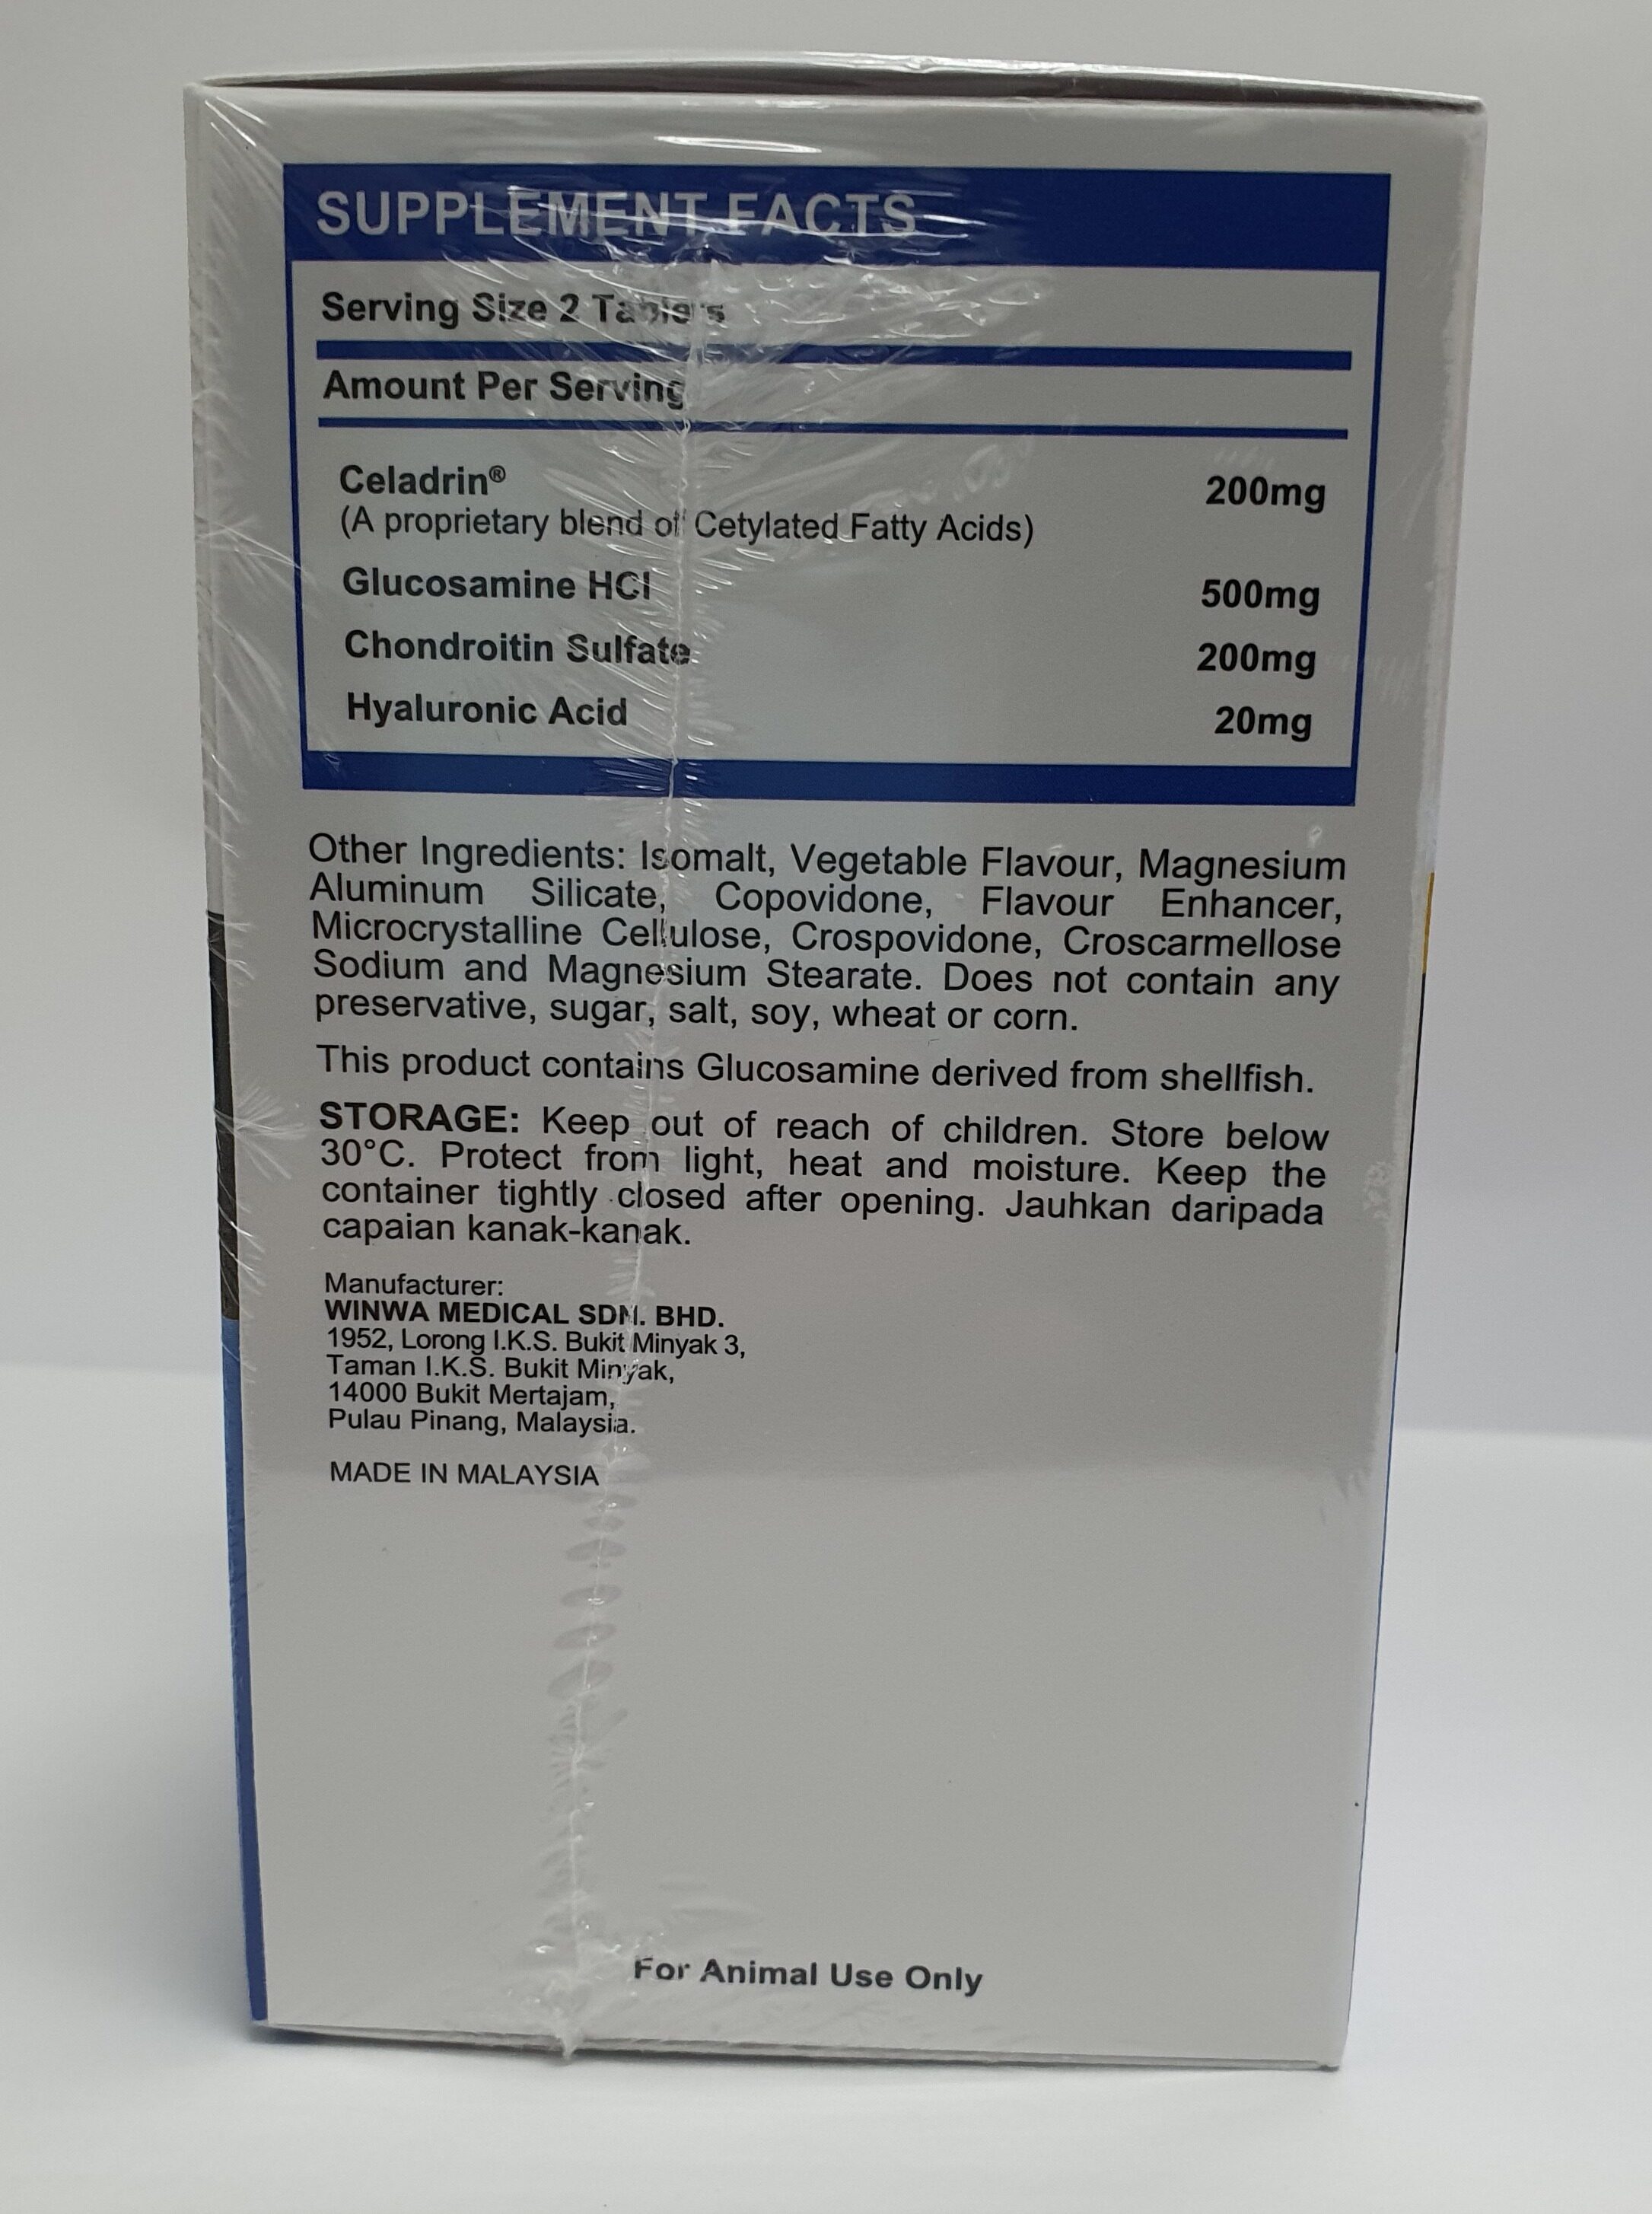 SUPPLEMENT FACTS
Serving Size 2 Tablets
Amount Per Serving
Celadrin® 200mg
(A proprietary blend of Cetylated Fatty Acids)
Glucosamine HCl 500mg
Chondroitin Sulfate 200mg
Hyaluronic Acid 20mg
Other Ingredients: Isomalt, Vegetable Flavour, Magnesium
Aluminum Silicate, Copovidone, Flavour Enhancer,
Microcrystalline Cellulose, Crospovidone, Croscarmellose
Sodium and Magnesium Stearate. Does not contain any
preservative, sugar, salt, soy, wheat or corn.
This product contains Glucosamine derived from shellfish.
STORAGE: Keep out of reach of children. Store below
30°C. Protect from light, heat and moisture. Keep the
container tightly closed after opening. Jauhkan daripada
capaian kanak-kanak.
Manufacturer:
WINWA MEDICAL SDN. BHD.
1952, Lorong I.K.S. Bukit Minyak 3,
Taman I.K.S. Bukit Minyak,
14000 Bukit Mertajam,
Pulau Pinang, Malaysia.
MADE IN MALAYSIA
For Animal Use Only